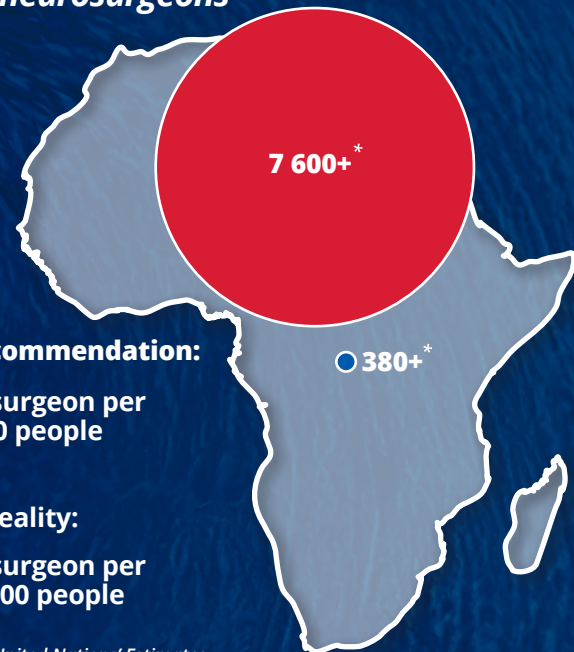 neurosurgeons
7 600+*
380+*
commendation:
surgeon per
0 people
eality:
surgeon per
00 people